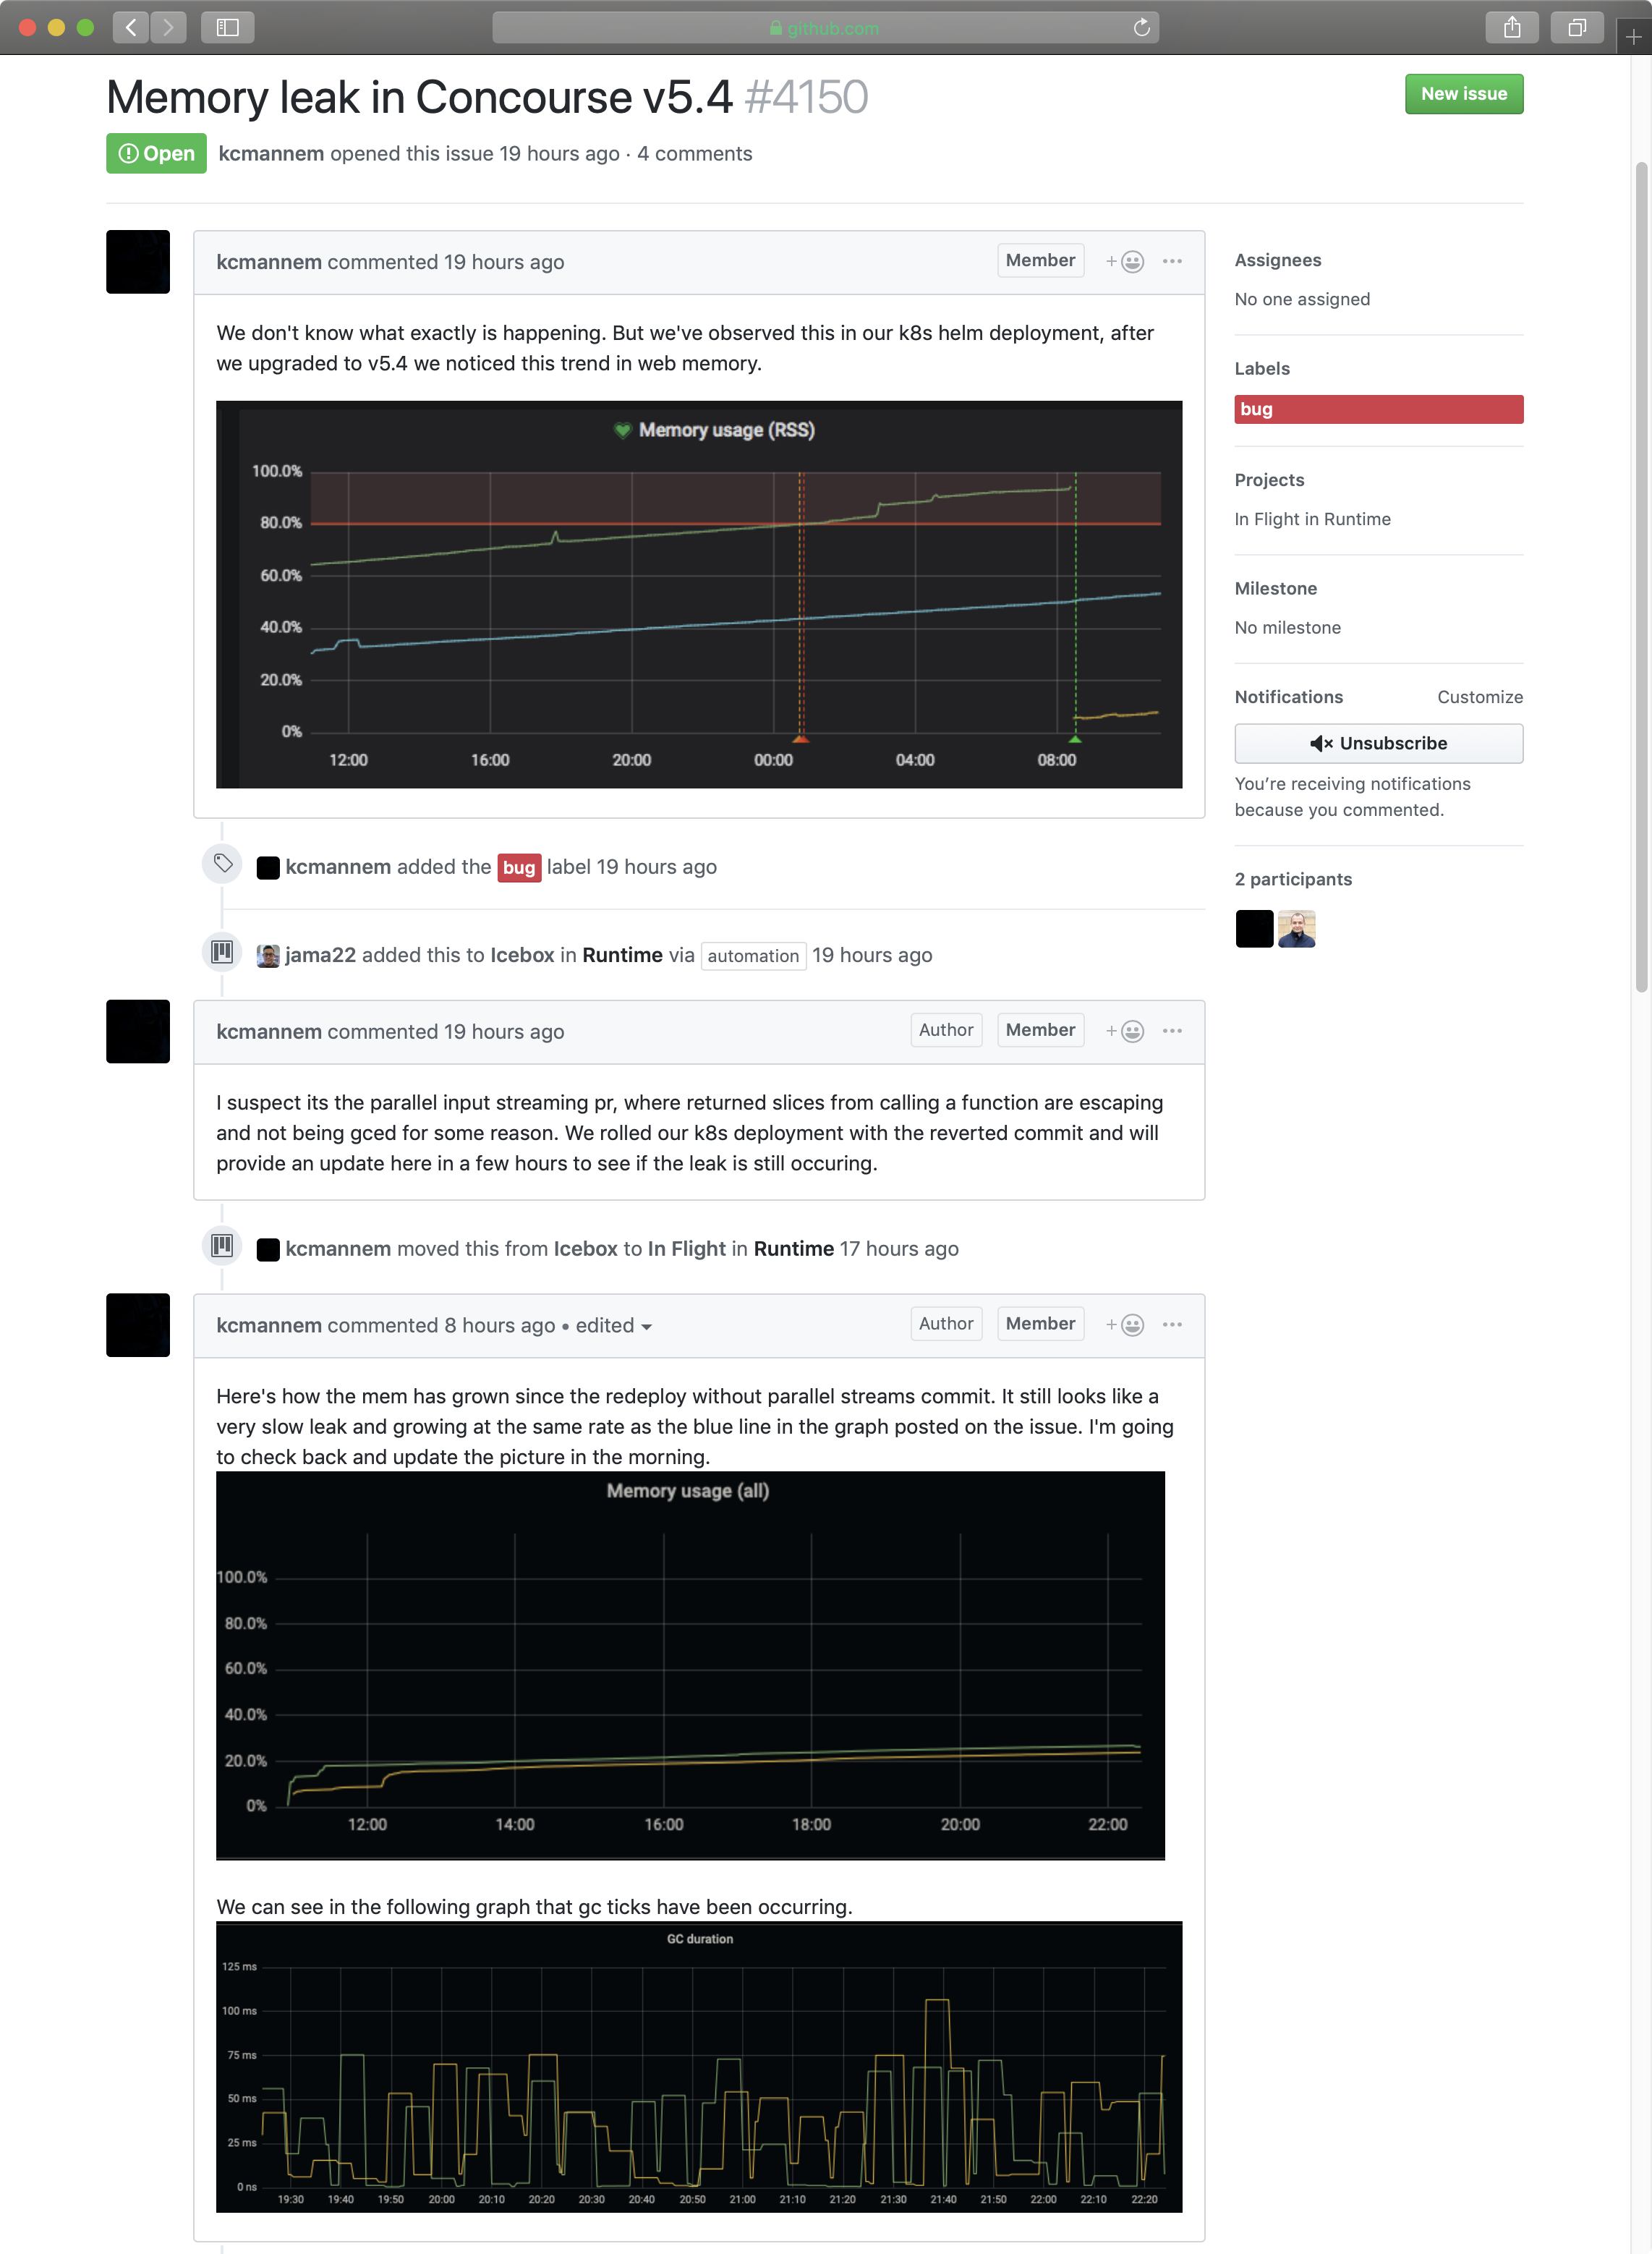 github.com
Memory leak in Concourse v5.4 #4150
New issue
Open kcmannem opened this issue 19 hours ago · 4 comments
kcmannem commented 19 hours ago
Member
We don't know what exactly is happening. But we've observed this in our k8s helm deployment, after
we upgraded to v5.4 we noticed this trend in web memory.
Memory usage (RSS)
100.0%
80.0%
60.0%
40.0%
20.0%
0%
12:00 16:00 20:00 00:00 04:00 08:00
kcmannem added the bug label 19 hours ago
jama22 added this to Icebox in Runtime via automation 19 hours ago
kcmannem commented 19 hours ago
Author Member
I suspect its the parallel input streaming pr, where returned slices from calling a function are escaping
and not being gced for some reason. We rolled our k8s deployment with the reverted commit and will
provide an update here in a few hours to see if the leak is still occuring.
kcmannem moved this from Icebox to In Flight in Runtime 17 hours ago
kcmannem commented 8 hours ago • edited
Author Member
Here's how the mem has grown since the redeploy without parallel streams commit. It still looks like a
very slow leak and growing at the same rate as the blue line in the graph posted on the issue. I'm going
to check back and update the picture in the morning.
Memory usage (all)
100.0%
80.0%
60.0%
40.0%
20.0%
0%
12:00 14:00 16:00 18:00 20:00 22:00
We can see in the following graph that gc ticks have been occurring.
GC duration
125 ms
100 ms
75 ms
50 ms
25 ms
0 ns
19:30 19:40 19:50 20:00 20:10 20:20 20:30 20:40 20:50 21:00 21:10 21:20 21:30 21:40 21:50 22:00 22:10 22:20
Assignees
No one assigned
Labels
bug
Projects
In Flight in Runtime
Milestone
No milestone
Notifications Customize
Unsubscribe
You’re receiving notifications
because you commented.
2 participants